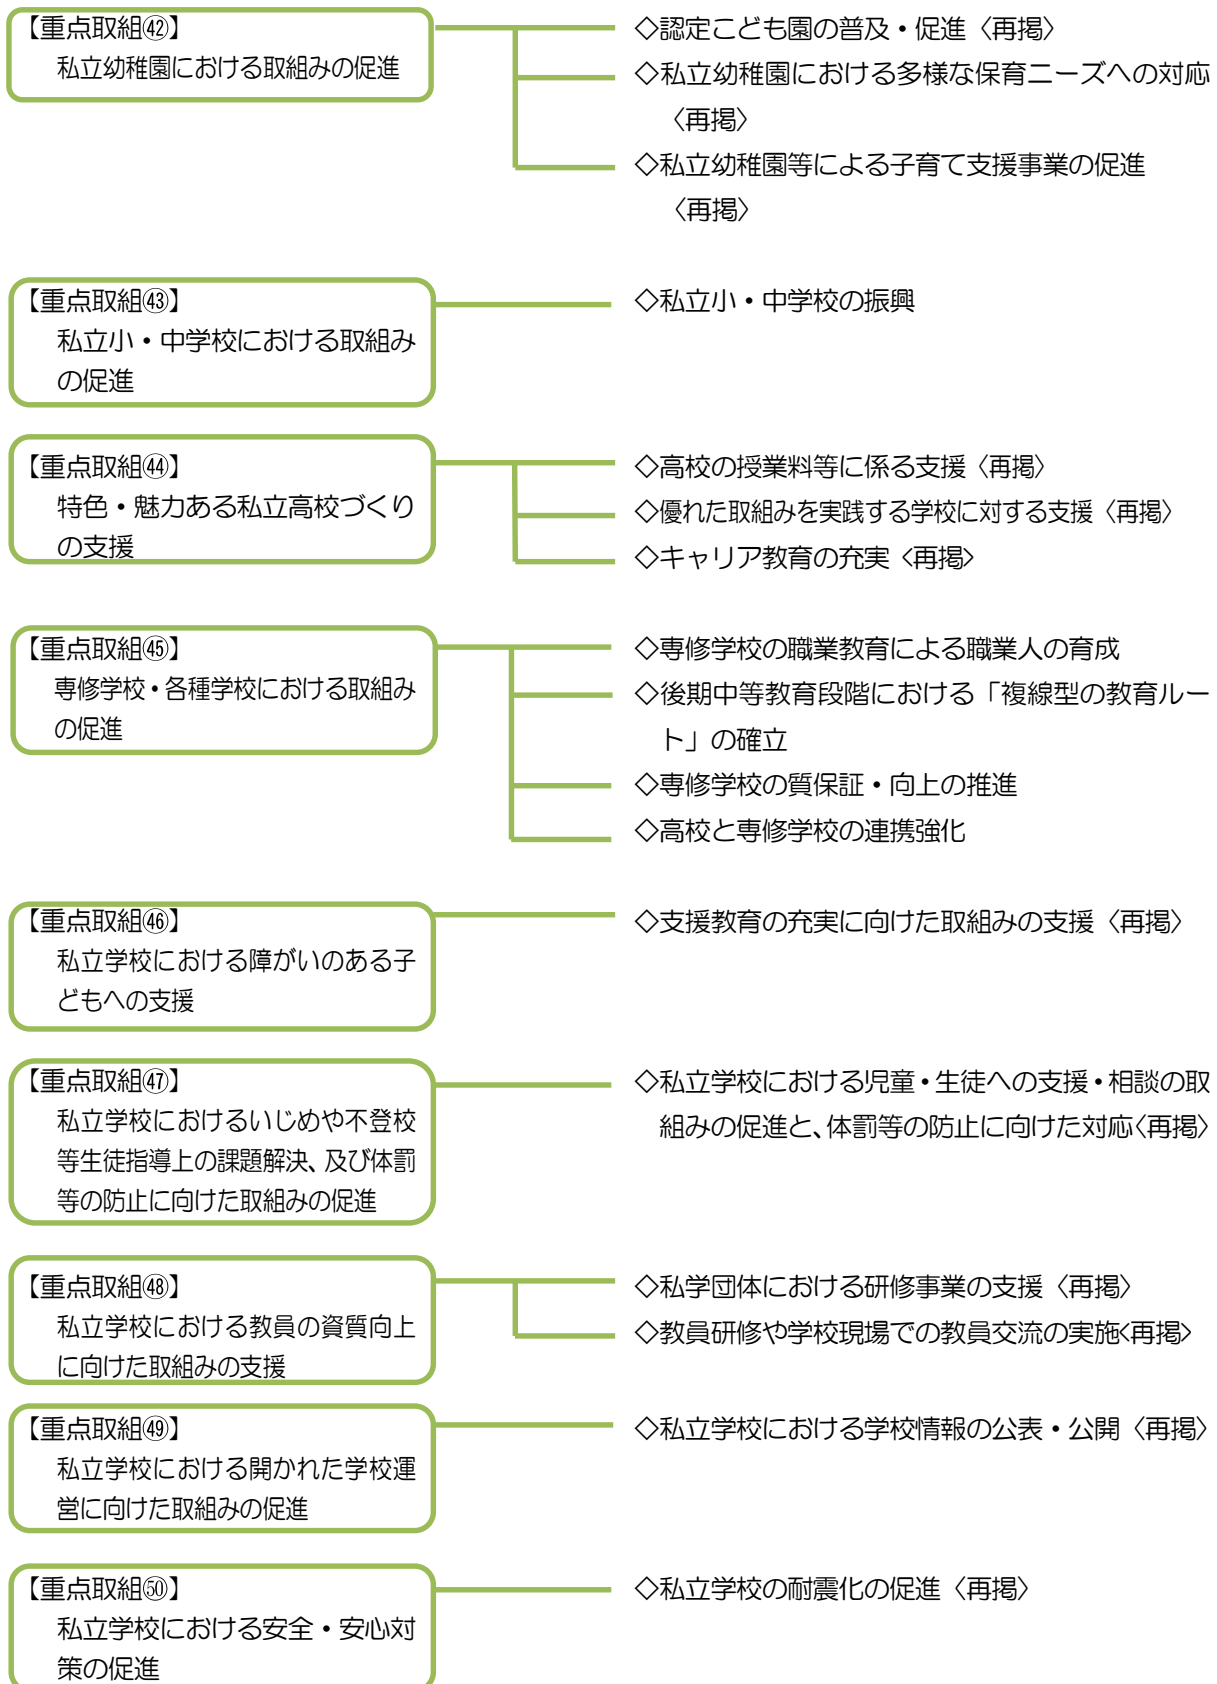 【重点取組㊷】
私立幼稚園における取組みの促進
◇認定こども園の普及・促進〈再掲〉
◇私立幼稚園における多様な保育ニーズへの対応
〈再掲〉
◇私立幼稚園等による子育て支援事業の促進
〈再掲〉
【重点取組㊸】
私立小・中学校における取組み
の促進
◇私立小・中学校の振興
【重点取組㊹】
特色・魅力ある私立高校づくり
の支援
◇高校の授業料等に係る支援〈再掲〉
◇優れた取組みを実践する学校に対する支援〈再掲〉
◇キャリア教育の充実〈再掲〉
【重点取組㊺】
専修学校・各種学校における取組み
の促進
◇専修学校の職業教育による職業人の育成
◇後期中等教育段階における「複線型の教育ルー
ト」の確立
◇専修学校の質保証・向上の推進
◇高校と専修学校の連携強化
【重点取組㊻】
私立学校における障がいのある子
どもへの支援
◇支援教育の充実に向けた取組みの支援〈再掲〉
【重点取組㊼】
私立学校におけるいじめや不登校
等生徒指導上の課題解決、及び体罰
等の防止に向けた取組みの促進
◇私立学校における児童・生徒への支援・相談の取
組みの促進と、体罰等の防止に向けた対応〈再掲〉
【重点取組㊽】
私立学校における教員の資質向上
に向けた取組みの支援
◇私学団体における研修事業の支援〈再掲〉
◇教員研修や学校現場での教員交流の実施<再掲>
【重点取組㊾】
私立学校における開かれた学校運
営に向けた取組みの促進
◇私立学校における学校情報の公表・公開〈再掲〉
【重点取組㊿】
私立学校における安全・安心対
策の促進
◇私立学校の耐震化の促進〈再掲〉